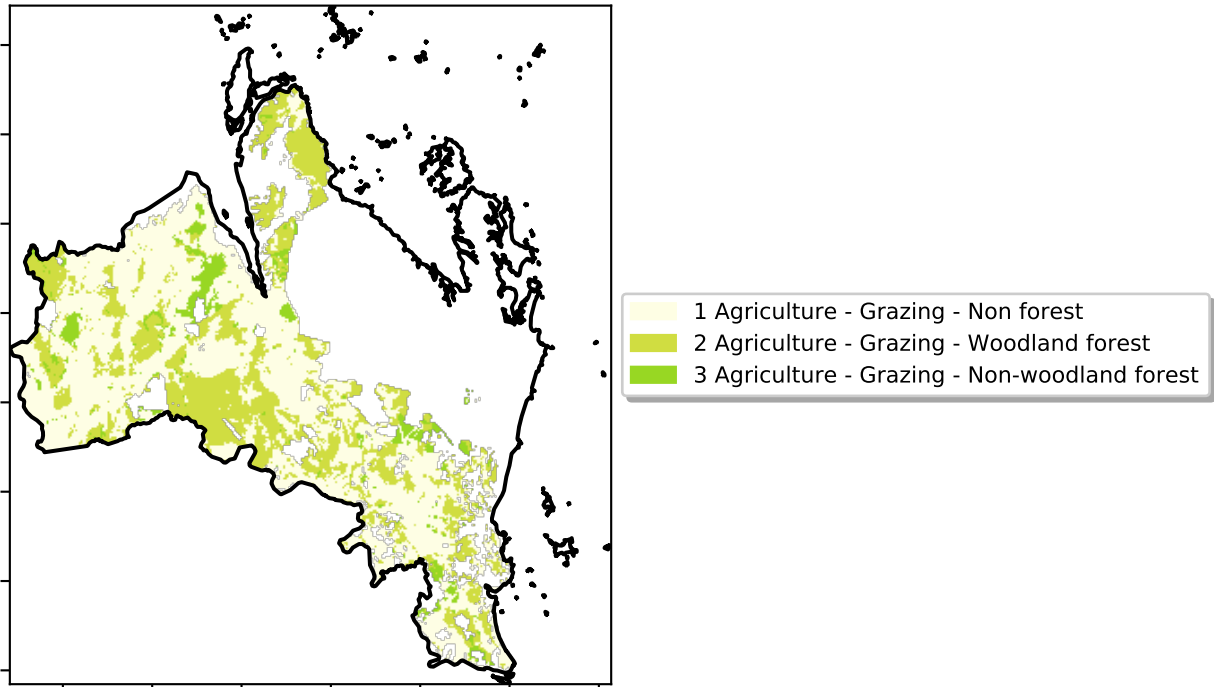 1 Agriculture - Grazing - Non forest
2 Agriculture - Grazing - Woodland forest
3 Agriculture - Grazing - Non-woodland forest